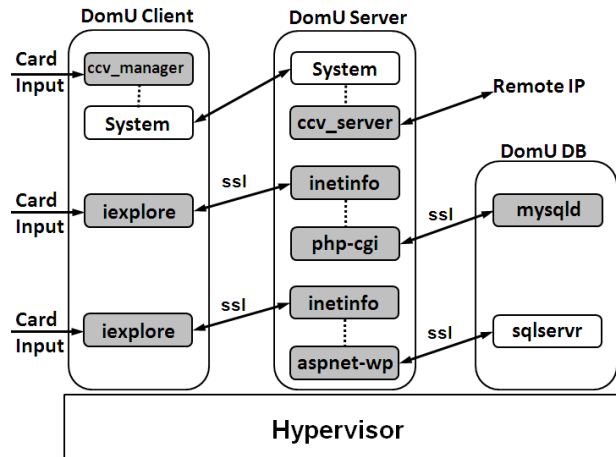 DomU Client
DomU Server
Card
Input
ccv_manager
System
System
ccv_server
Remote IP
DomU DB
Card
Input
iexplore
ssl
inetinfo
php-cgi
ssl
mysqld
Card
Input
iexplore
ssl
inetinfo
aspnet-wp
ssl
sqlservr
Hypervisor